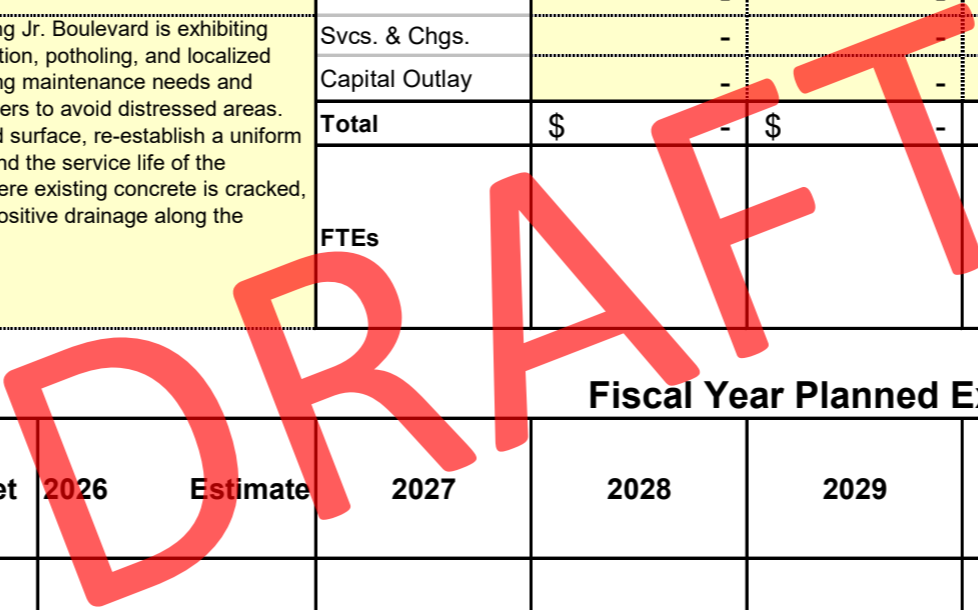 ng Jr. Boulevard is exhibiting
tion, potholing, and localized
ng maintenance needs and
ers to avoid distressed areas.
d surface, re-establish a uniform
nd the service life of the
ere existing concrete is cracked,
ositive drainage along the
- -
Svcs. & Chgs. - -
Capital Outlay - -
Total $ - $ -
FTEs
DRAFT
Fiscal Year Planned Ex
et 2026 Estimate 2027 2028 2029